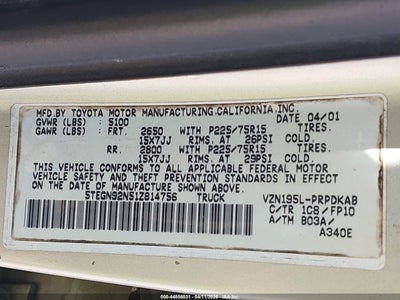 MFD.BY TOYOTA MOTOR MANUFACTURING.CALIFORNIA.INC.
GVWR (LBS) : 5100 DATE 04/01
GAWR (LBS) : FRT. 2650 WITH P225/75R15 TIRES.
15X7JJ RIMS. AT 26PSI COLD.
RR. 2800 WITH P225/75R15 TIRES.
15X7JJ RIMS. AT 29PSI COLD.
THIS VEHICLE CONFORMS TO ALL APPLICABLE FEDERAL MOTOR
VEHICLE SAFETY AND THEFT PREVENTION STANDARDS IN
EFFECT ON THE DATE OF MANUFACTURE SHOWN ABOVE.
5TEGN92N51Z814756 TRUCK VZN195L-PRPDKAB
C/TR 1C8/FP10
A/TM B03A/
A340E